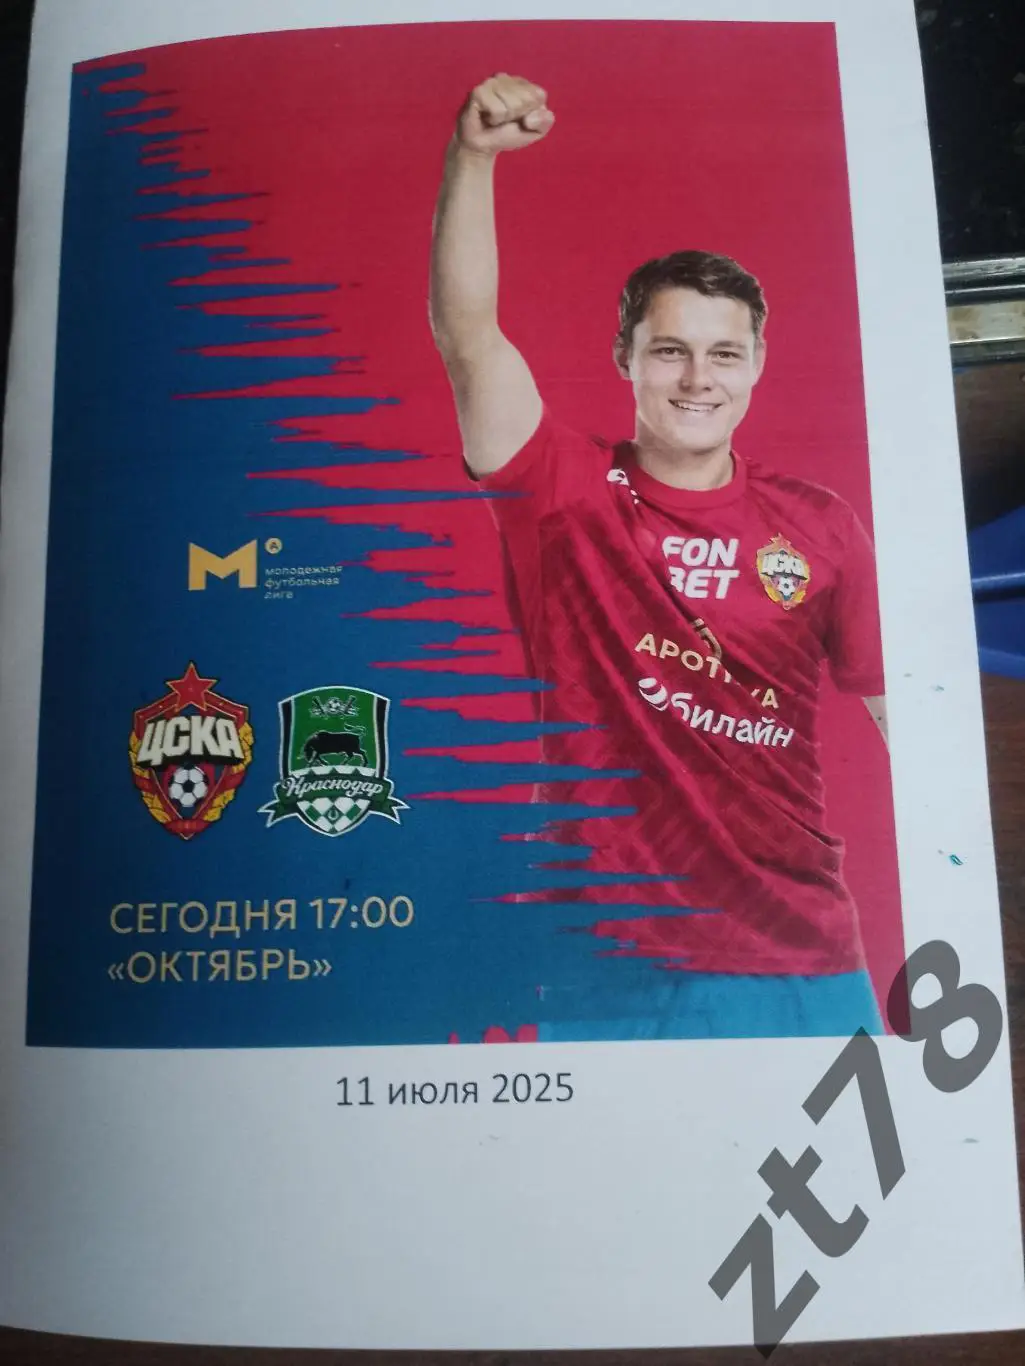 М А
молодежная
футбольная
лига
FON
BET
ЦСКА
билайн
ЦСКА
Краснодар
СЕГОДНЯ 17:00
«ОКТЯБРЬ»
11 июля 2025
zt78